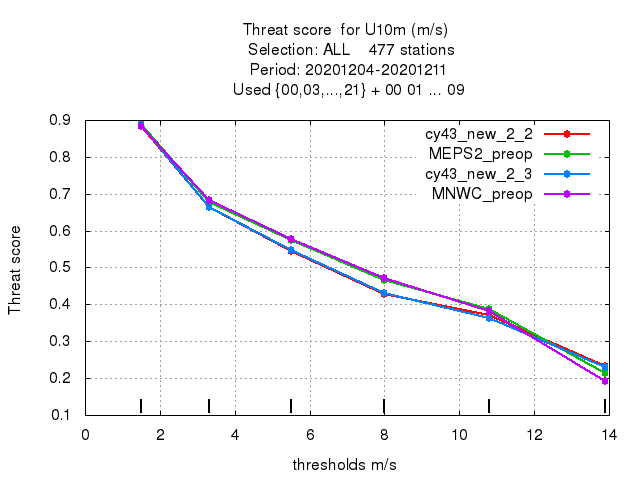 Threat score for U10m (m/s)
Selection: ALL 477 stations
Period: 20201204-20201211
Used {00,03,...,21} + 00 01 ... 09
cy43_new_2_2
MEPS2_preop
cy43_new_2_3
MNWC_preop
Threat score
0.9
0.8
0.7
0.6
0.5
0.4
0.3
0.2
0.1
0 2 4 6 8 10 12 14
thresholds m/s